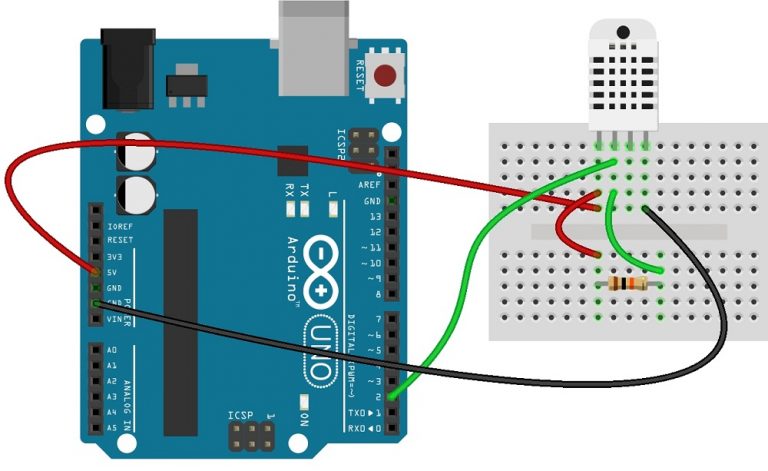 RESET
ICSP2
AREF
GND
13
12
~11
~10
~9
8
7
~6
~5
4
~3
2
TX0▶1
RX0◀0
DIGITAL (PWM=~)
RX
TX
L
Arduino™
UNO
IOREF
RESET
3V3
5V
GND
GND
VIN
POWER
A0
A1
A2
A3
A4
A5
ANALOG IN
ICSP
1
ON